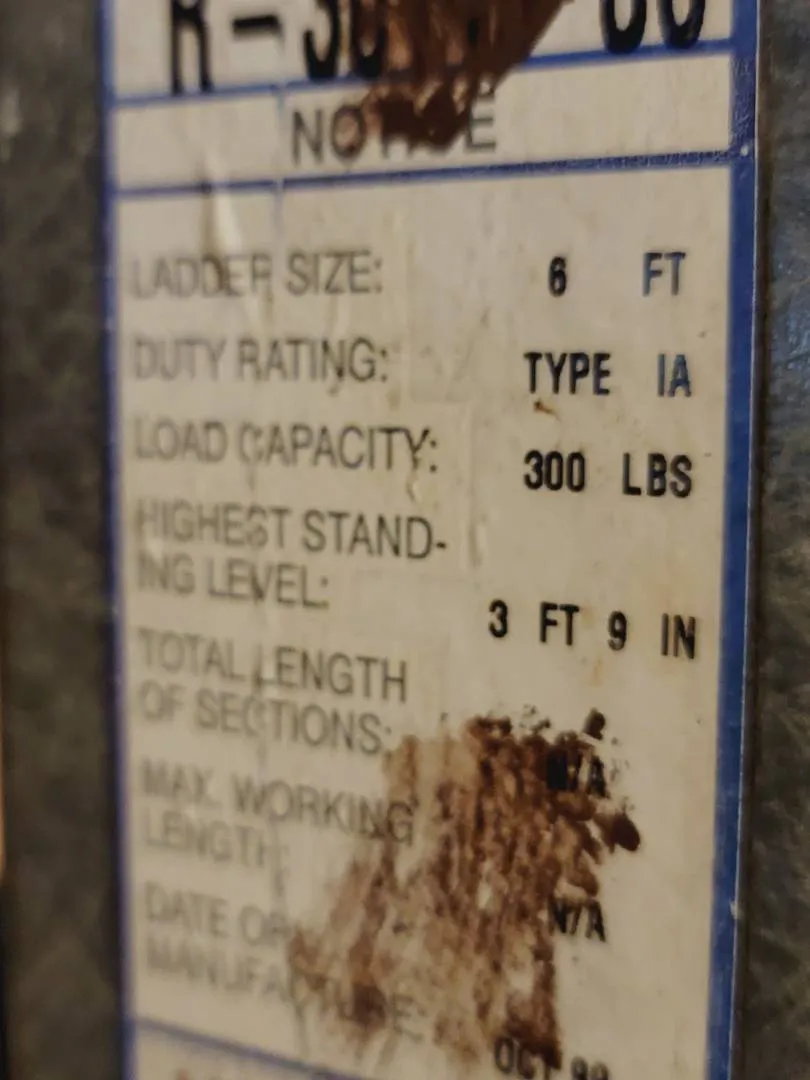 NOTICE
LADDER SIZE: 6 FT
DUTY RATING: TYPE IA
LOAD CAPACITY: 300 LBS
HIGHEST STAND-
ING LEVEL: 3 FT 9 IN
TOTAL LENGTH
OF SECTIONS: N/A
MAX. WORKING
LENGTH: N/A
DATE OF
MANUFACTURE: OCT